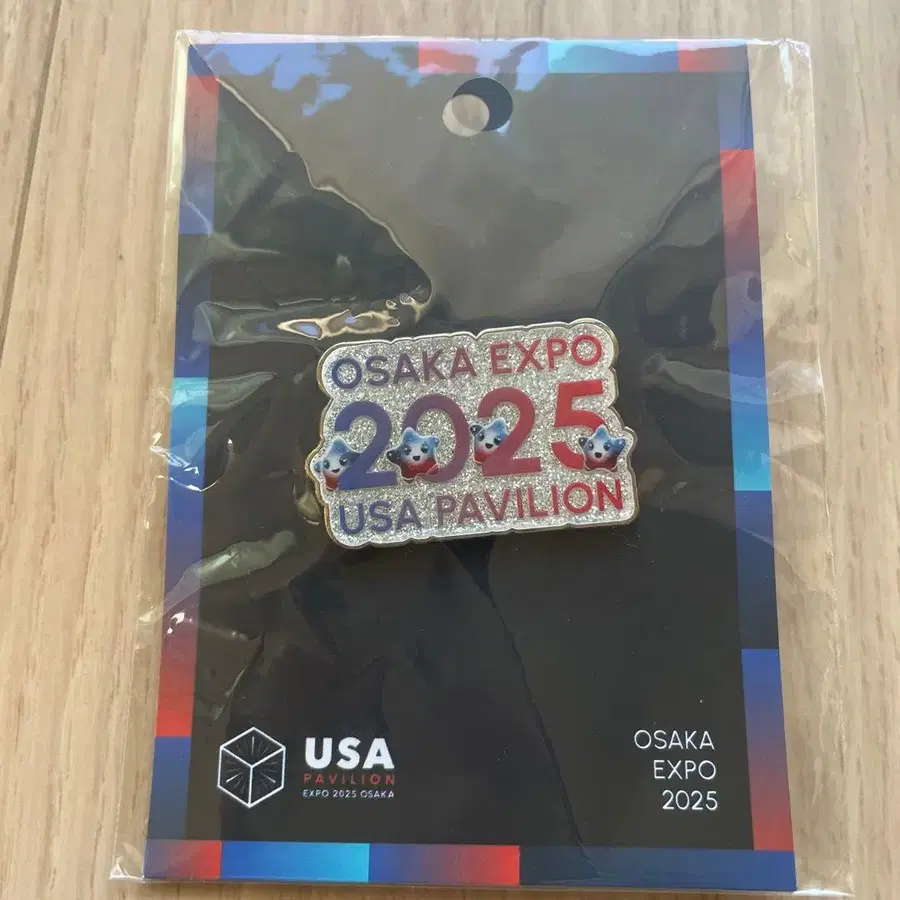 OSAKA EXPO
2025
USA PAVILION
USA
PAVILION
EXPO 2025 OSAKA
OSAKA
EXPO
2025